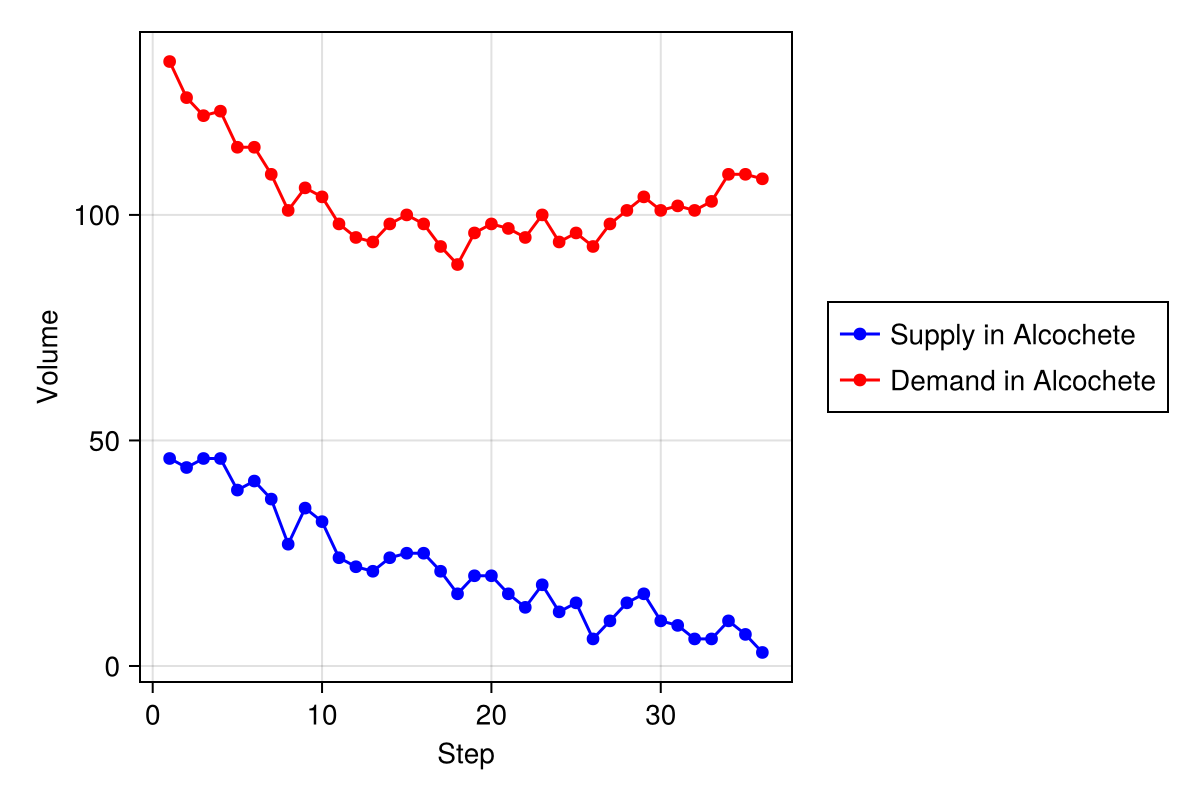 100
50
0
0 10 20 30
Volume
Step
Supply in Alcochete
Demand in Alcochete